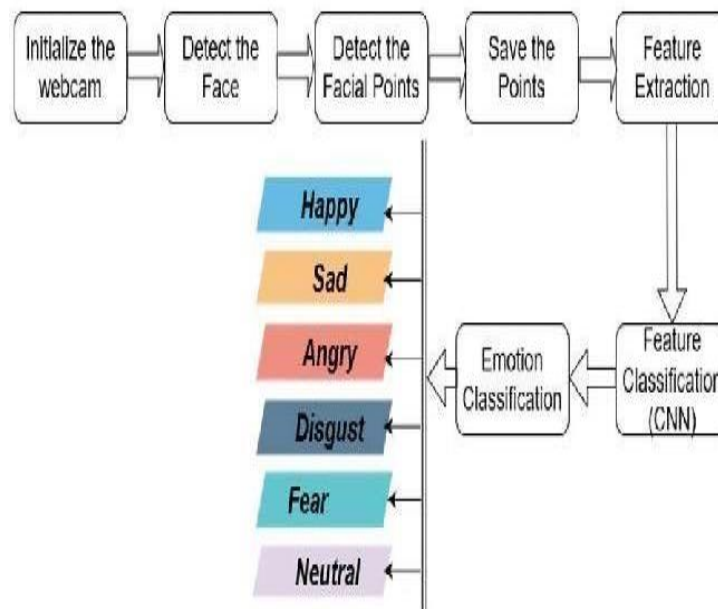 Initialize the
webcam
Detect the
Face
Detect the
Facial Points
Save the
Points
Feature
Extraction
Happy
Sad
Angry
Disgust
Fear
Neutral
Emotion
Classification
Feature
Classification
(CNN)